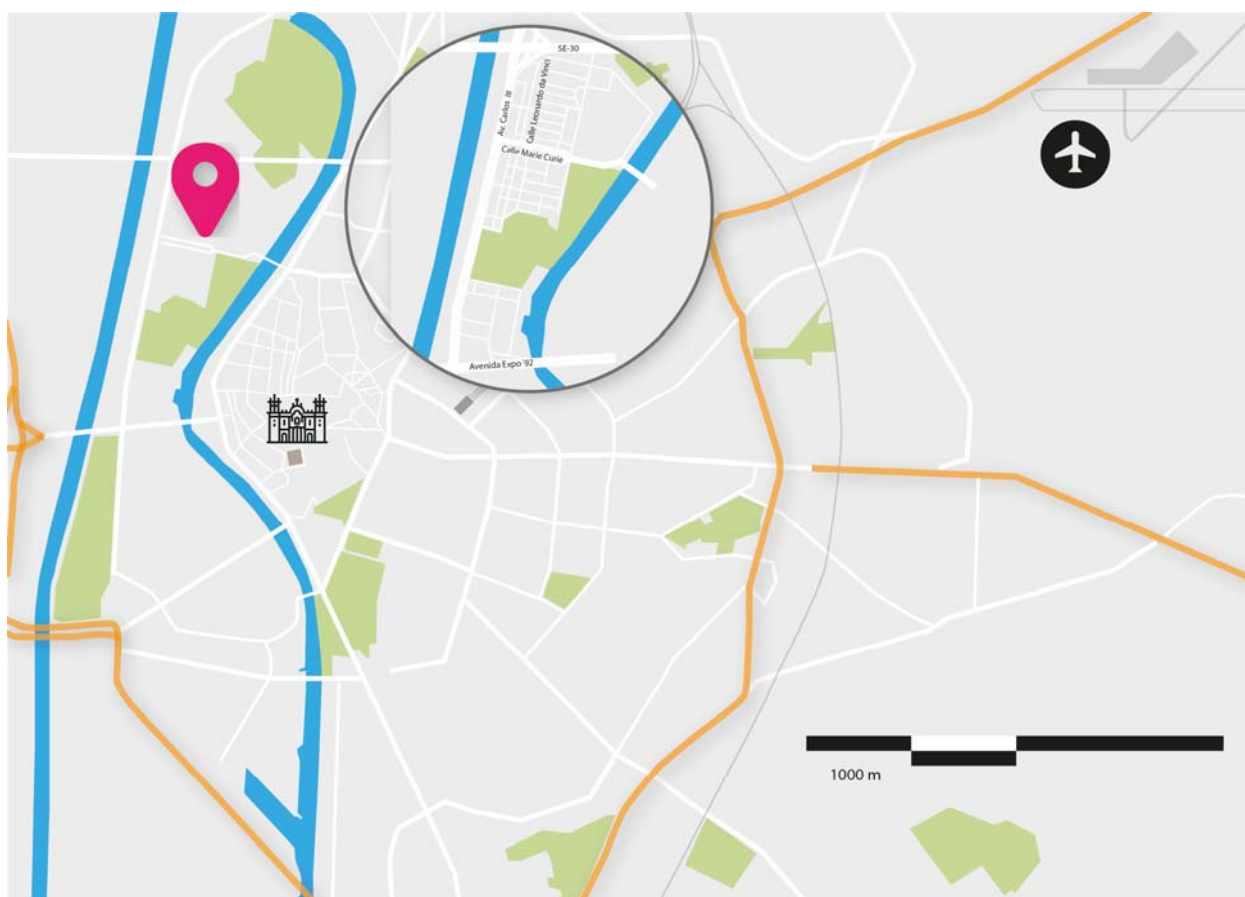 SE-30
Av. Carlos III
Calle Leonardo da Vinci
Calle Marie Curie
Avenida Expo´92
1000 m